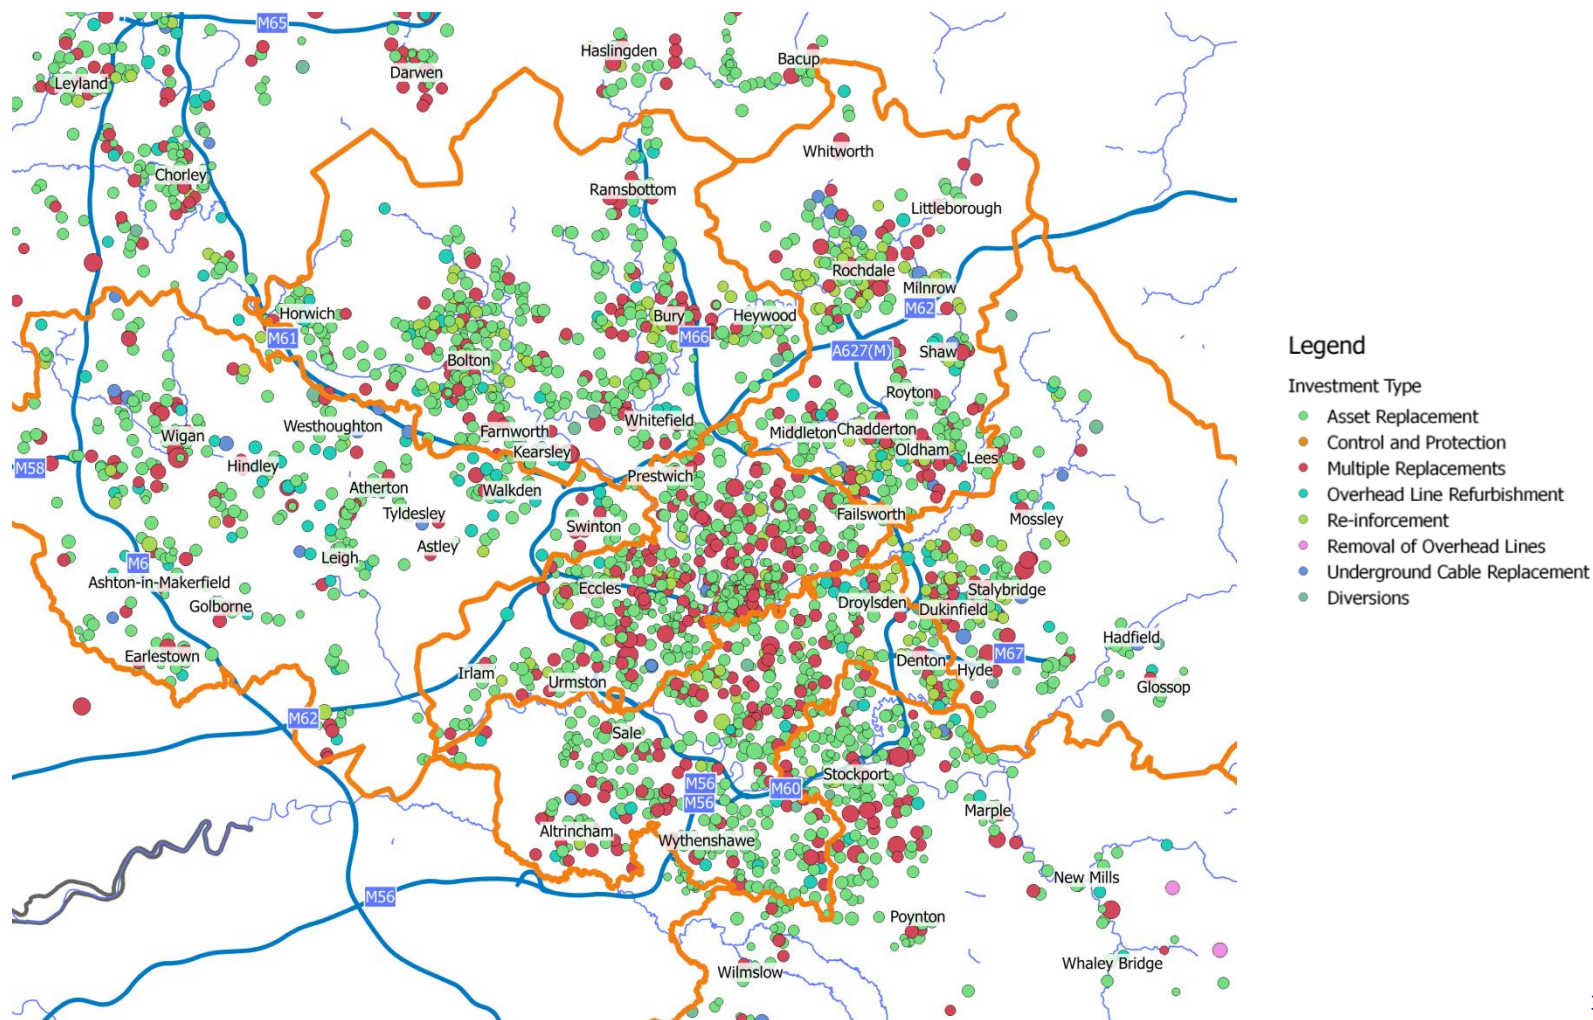 M65
Haslingden
Bacup
Leyland
Darwen
Whitworth
Chorley
Ramsbottom
Littleborough
Rochdale
Milnrow
M62
Horwich
Bury
Heywood
M61
M66
A627(M)
Shaw
Bolton
Royton
Westhoughton
Whitefield
Farnworth
Middleton
Chadderton
Wigan
Kearsley
Oldham
Lees
M58
Hindley
Prestwich
Atherton
Walkden
Tyldesley
Swinton
Failsworth
Mossley
Astley
Leigh
M6
Ashton-in-Makerfield
Eccles
Stalybridge
Golborne
Droylsden
Dukinfield
Hadfield
Earlestown
M67
Denton
Hyde
Irlam
Urmston
Glossop
M62
Sale
Stockport
M56
M60
M56
Marple
Altrincham
Wythenshawe
New Mills
M56
Poynton
Whaley Bridge
Wilmslow
Legend
Investment Type
Asset Replacement
Control and Protection
Multiple Replacements
Overhead Line Refurbishment
Re-inforcement
Removal of Overhead Lines
Underground Cable Replacement
Diversions